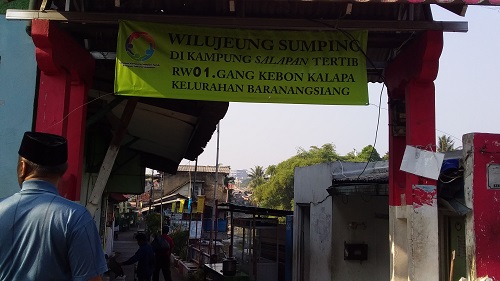 WILUJEUNG SUMPING
DI KAMPUNG SALAPAN TERTIB
RW01.GANG KEBON KALAPA
KELURAHAN BARANANGSIANG